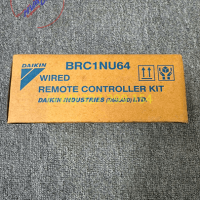 DAIKIN
BRC1NU64
WIRED
REMOTE CONTROLLER KIT
DAIKIN INDUSTRIES LTD.